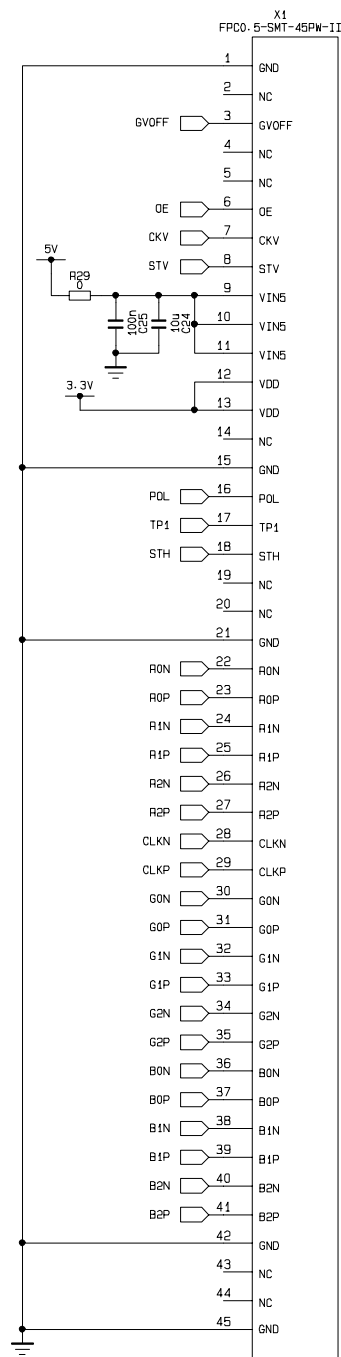 X1
FPC0.5-SMT-45PW-II
1 GND
2 NC
GVOFF 3 GVOFF
4 NC
5 NC
OE 6 OE
CKV 7 CKV
5V
STV 8 STV
R29
0
9 VIN5
100n
C25
10u
C24
10 VIN5
11 VIN5
12 VDD
3.3V
13 VDD
14 NC
15 GND
POL 16 POL
TP1 17 TP1
STH 18 STH
19 NC
20 NC
21 GND
R0N 22 R0N
R0P 23 R0P
R1N 24 R1N
R1P 25 R1P
R2N 26 R2N
R2P 27 R2P
CLKN 28 CLKN
CLKP 29 CLKP
G0N 30 G0N
G0P 31 G0P
G1N 32 G1N
G1P 33 G1P
G2N 34 G2N
G2P 35 G2P
B0N 36 B0N
B0P 37 B0P
B1N 38 B1N
B1P 39 B1P
B2N 40 B2N
B2P 41 B2P
42 GND
43 NC
44 NC
45 GND